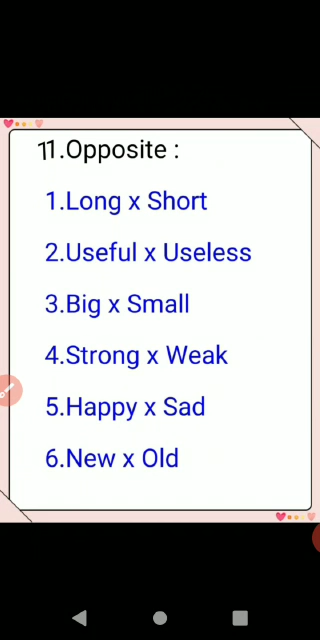 11.Opposite :
1.Long x Short
2.Useful x Useless
3.Big x Small
4.Strong x Weak
5.Happy x Sad
6.New x Old